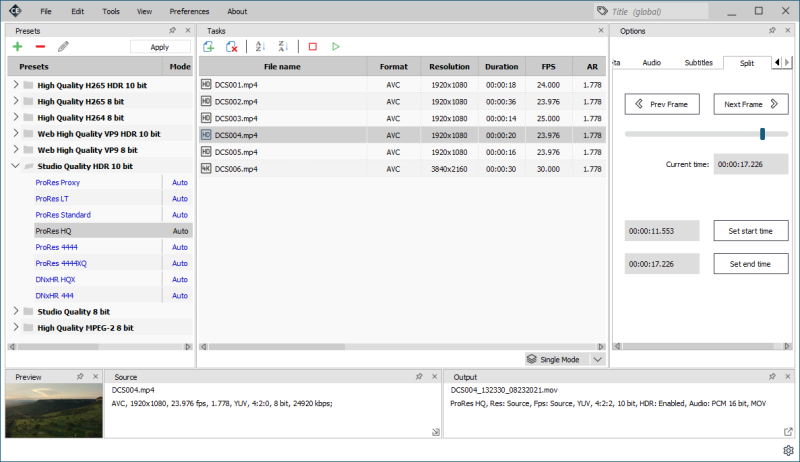 CE File Edit Tools View Preferences About Title (global)
Presets
Apply
Presets Mode
High Quality H265 HDR 10 bit
High Quality H265 8 bit
High Quality H264 8 bit
Web High Quality VP9 HDR 10 bit
Web High Quality VP9 8 bit
Studio Quality HDR 10 bit
ProRes Proxy Auto
ProRes LT Auto
ProRes Standard Auto
ProRes HQ Auto
ProRes 4444 Auto
ProRes 4444XQ Auto
DNxHR HQX Auto
DNxHR 444 Auto
Studio Quality 8 bit
High Quality MPEG-2 8 bit
Tasks
File name Format Resolution Duration FPS AR
HD DCS001.mp4 AVC 1920x1080 00:00:18 24.000 1.778
HD DCS002.mp4 AVC 1920x1080 00:00:36 23.976 1.778
HD DCS003.mp4 AVC 1920x1080 00:00:14 25.000 1.778
HD DCS004.mp4 AVC 1920x1080 00:00:20 23.976 1.778
HD DCS005.mp4 AVC 1920x1080 00:00:16 23.976 1.778
4K DCS006.mp4 AVC 3840x2160 00:00:30 30.000 1.778
Single Mode
Options
ta Audio Subtitles Split
Prev Frame Next Frame
Current time: 00:00:17.226
00:00:11.553 Set start time
00:00:17.226 Set end time
Preview
Source
DCS004.mp4
AVC, 1920x1080, 23.976 fps, 1.778, YUV, 4:2:0, 8 bit, 24920 kbps;
Output
DCS004_132330_08232021.mov
ProRes HQ, Res: Source, Fps: Source, YUV, 4:2:2, 10 bit, HDR: Enabled, Audio: PCM 16 bit, MOV